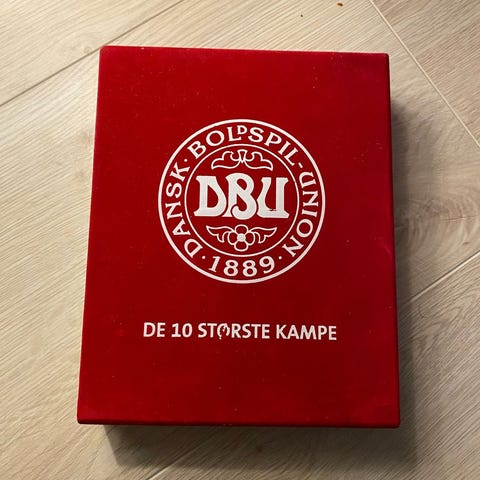 DANSK · BOLDSPIL-UNION
· 1889 ·
DBU
DE 10 STØRSTE KAMPE